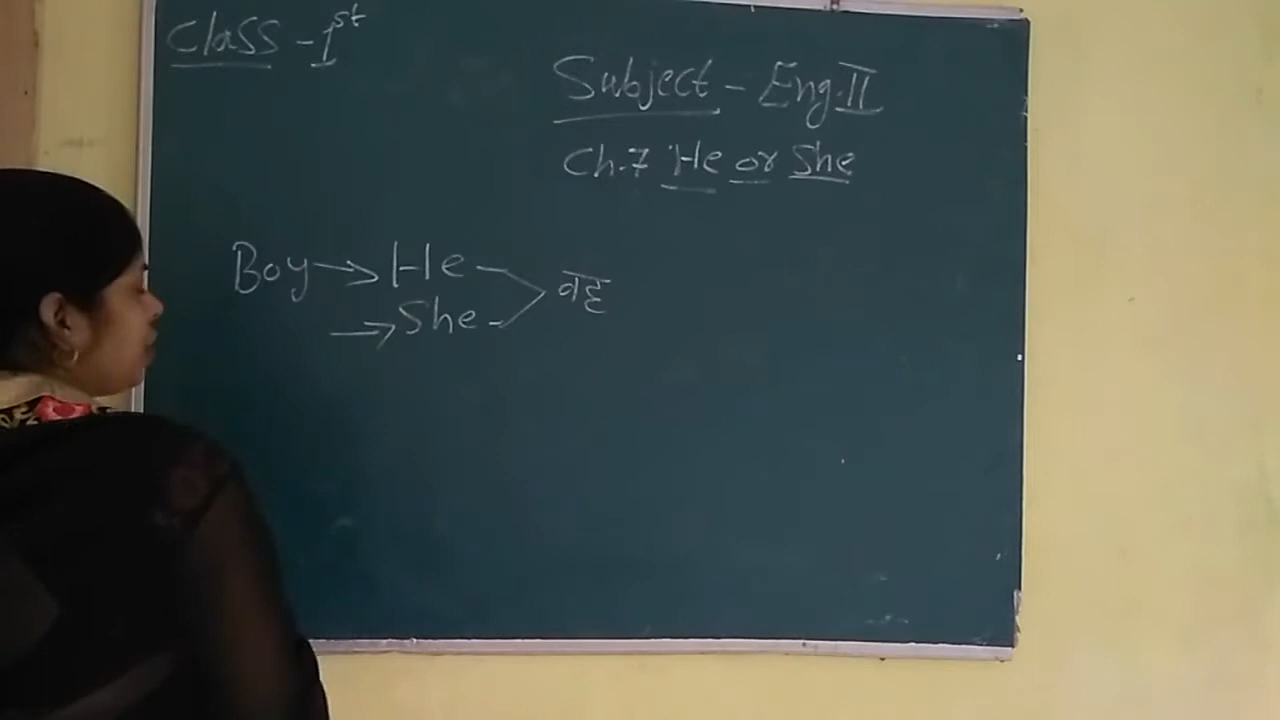 Class - 1st
Subject - Eng. II
Ch. 7 He or She
Boy → He
→ She
वह